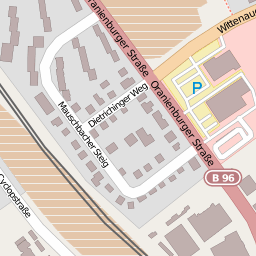 Oranienburger Straße
Wittenau
Dietrichinger Weg
P
Oranienburger Straße
Mauschbacher Steig
B 96
Cyclopstraße